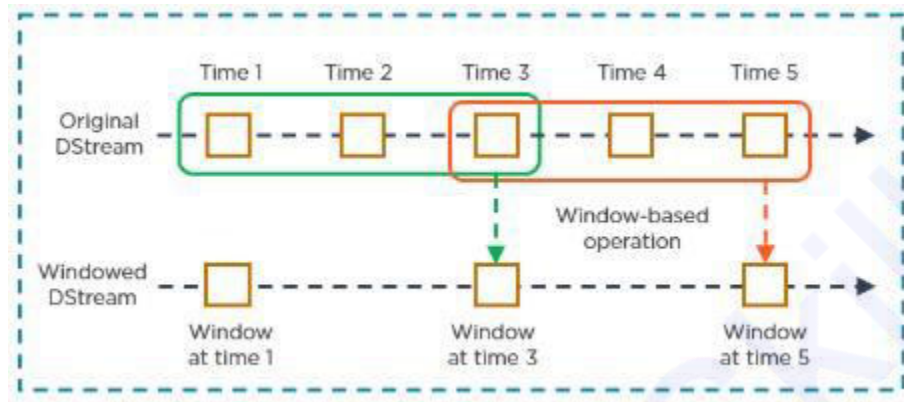 Time 1 Time 2 Time 3 Time 4 Time 5
Original
DStream
Window-based
operation
Windowed
DStream
Window
at time 1
Window
at time 3
Window
at time 5